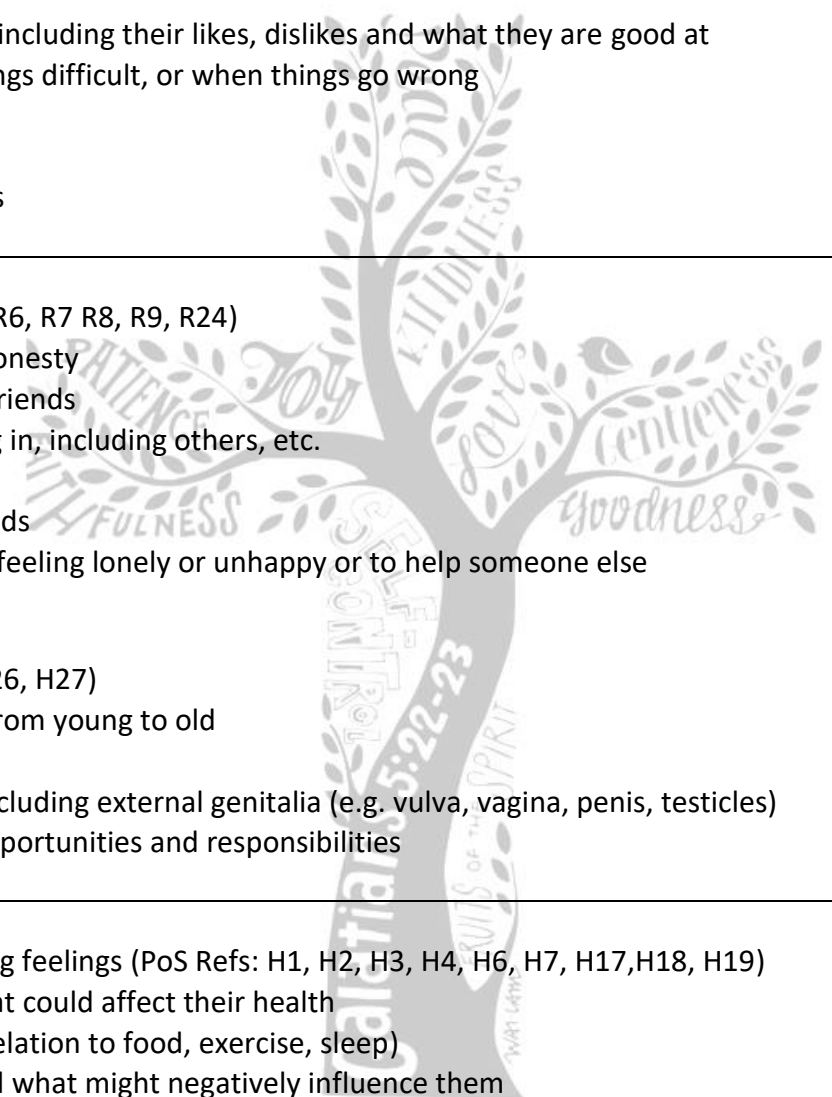 including their likes, dislikes and what they are good at
ngs difficult, or when things go wrong
s
R6, R7 R8, R9, R24)
onesty
riends
g in, including others, etc.
ds
feeling lonely or unhappy or to help someone else
26, H27)
rom young to old
cluding external genitalia (e.g. vulva, vagina, penis, testicles)
pportunities and responsibilities
g feelings (PoS Refs: H1, H2, H3, H4, H6, H7, H17,H18, H19)
at could affect their health
elation to food, exercise, sleep)
d what might negatively influence them
KINDNESS
PATIENCE
JOY
Love
Gentleness
FAITHFULNESS
Goodness
SELF-CONTROL
Galatians 5:22-23
FRUITS OF THE SPIRIT
WAI LAM